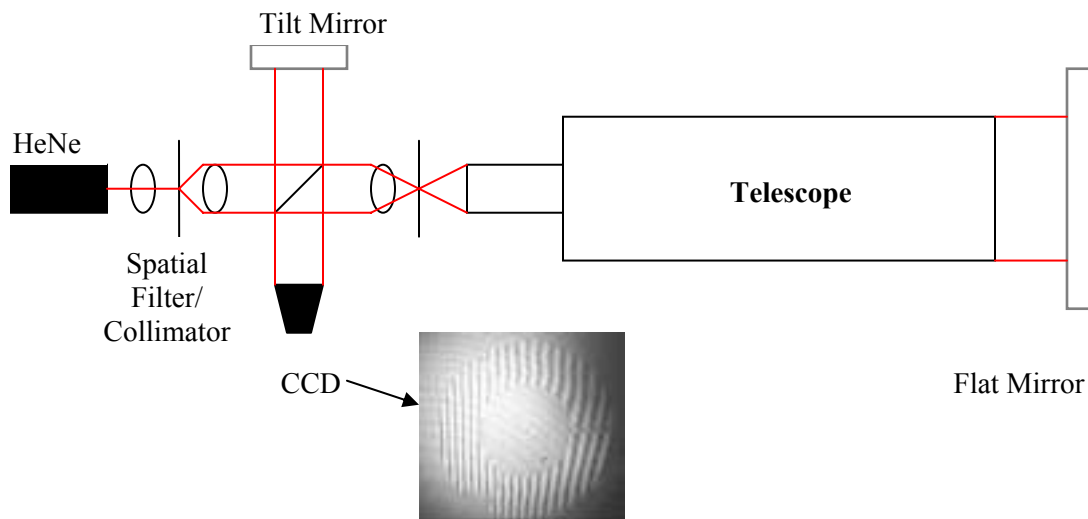 Tilt Mirror
HeNe
Telescope
Spatial
Filter/
Collimator
CCD
Flat Mirror